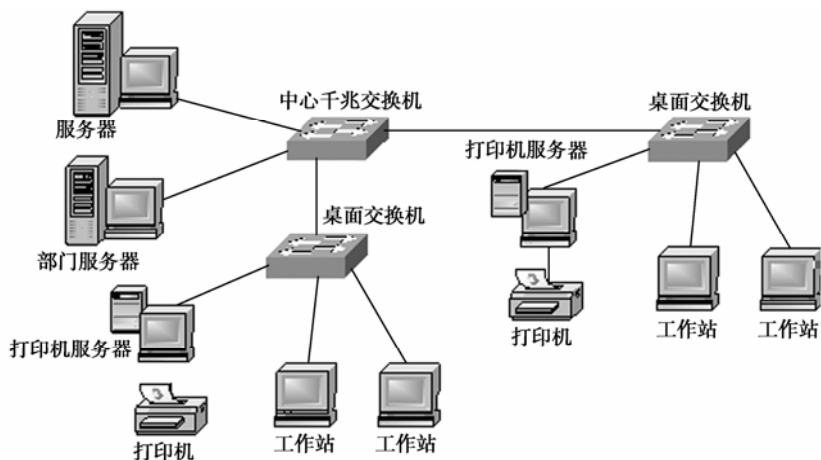 服务器
中心千兆交换机
桌面交换机
打印机服务器
部门服务器
桌面交换机
打印机服务器
打印机
工作站
工作站
打印机
工作站
工作站